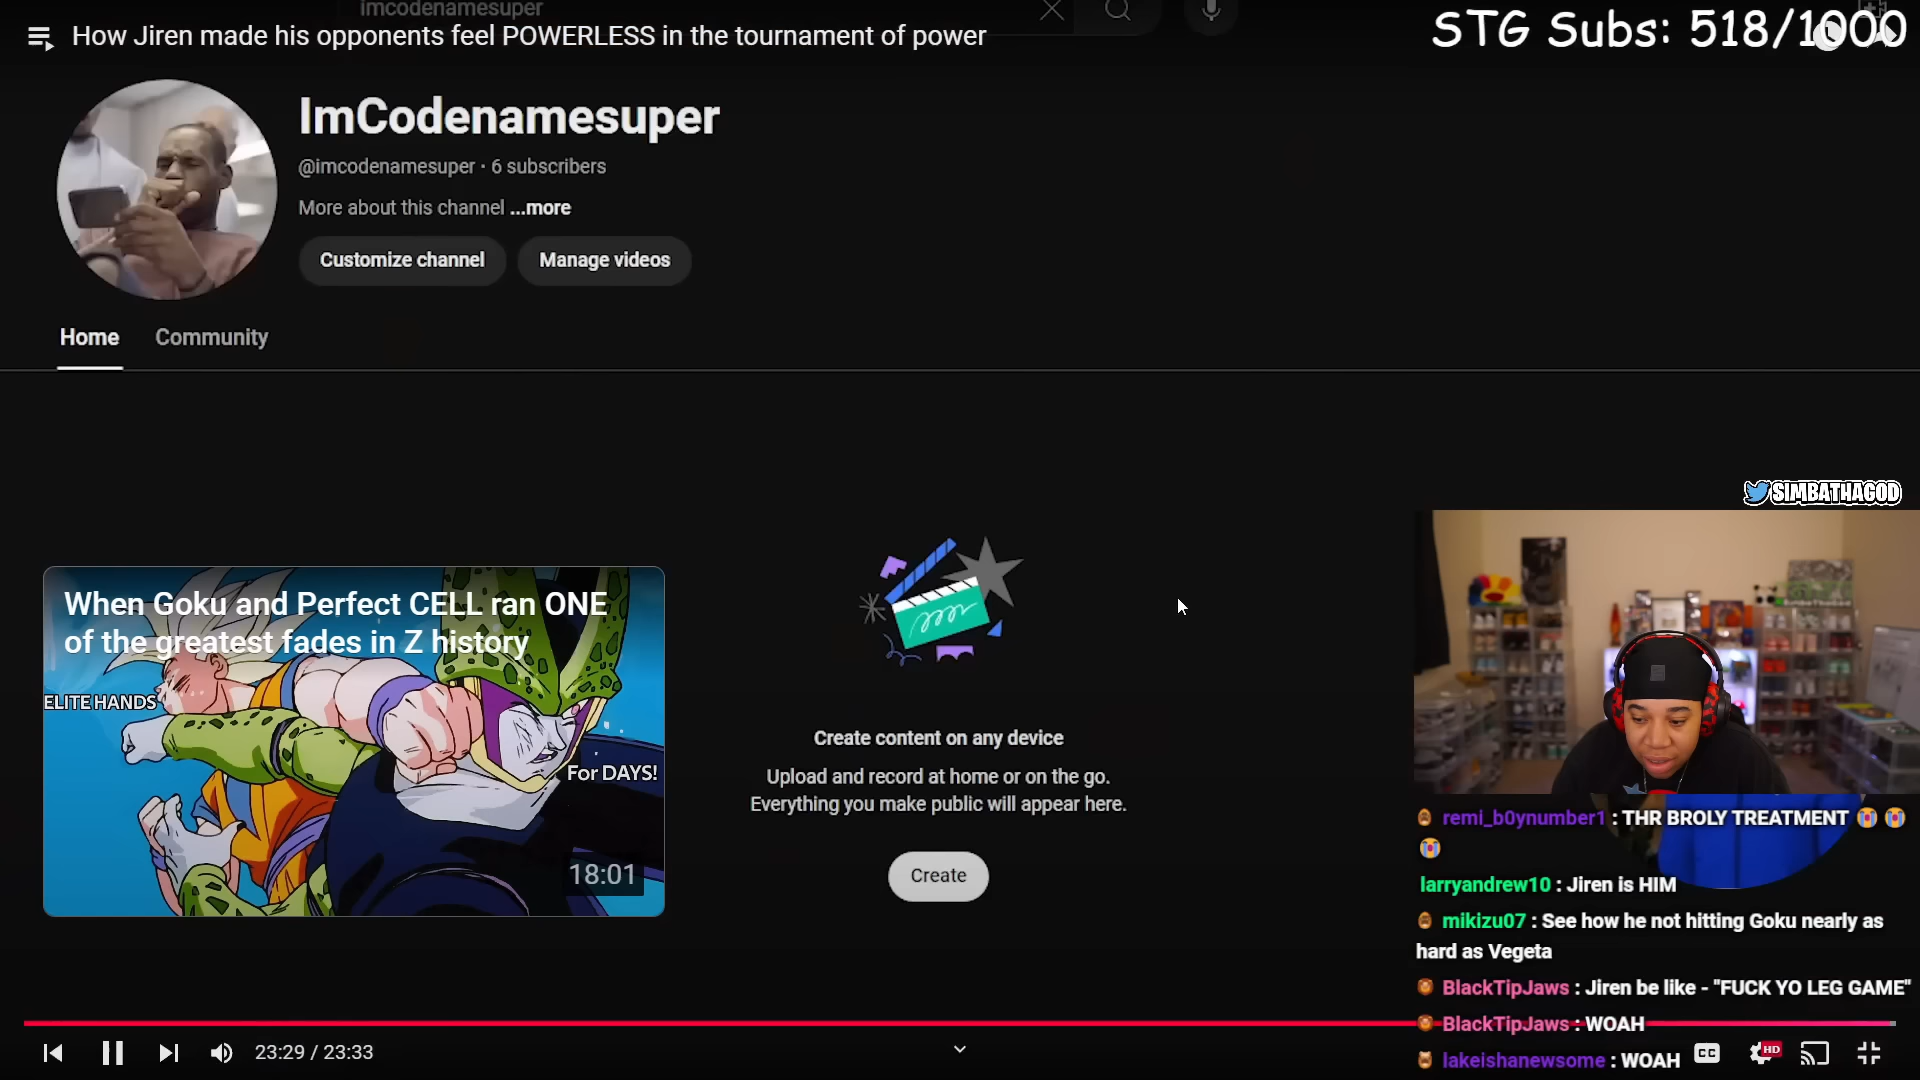 imcodenamesuper
How Jiren made his opponents feel POWERLESS in the tournament of power
STG Subs: 518/1000
ImCodenamesuper
@imcodenamesuper · 6 subscribers
More about this channel ...more
Customize channel
Manage videos
Home
Community
SIMBATHAGOD
When Goku and Perfect CELL ran ONE
of the greatest fades in Z history
ELITE HANDS
For DAYS!
18:01
Create content on any device
Upload and record at home or on the go.
Everything you make public will appear here.
Create
remi_b0ynumber1 : THR BROLY TREATMENT 😭 😭
😭
larryandrew10 : Jiren is HIM
mikizu07 : See how he not hitting Goku nearly as
hard as Vegeta
BlackTipJaws : Jiren be like - "FUCK YO LEG GAME"
BlackTipJaws : WOAH
lakeishanewsome : WOAH
23:29 / 23:33
CC
HD